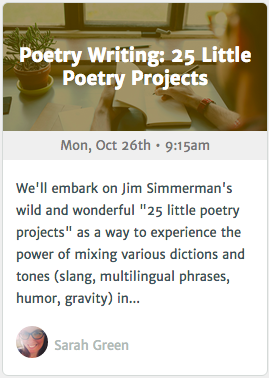 Poetry Writing: 25 Little
Poetry Projects
Mon, Oct 26th • 9:15am
We'll embark on Jim Simmerman's
wild and wonderful "25 little poetry
projects" as a way to experience the
power of mixing various dictions and
tones (slang, multilingual phrases,
humor, gravity) in...
Sarah Green